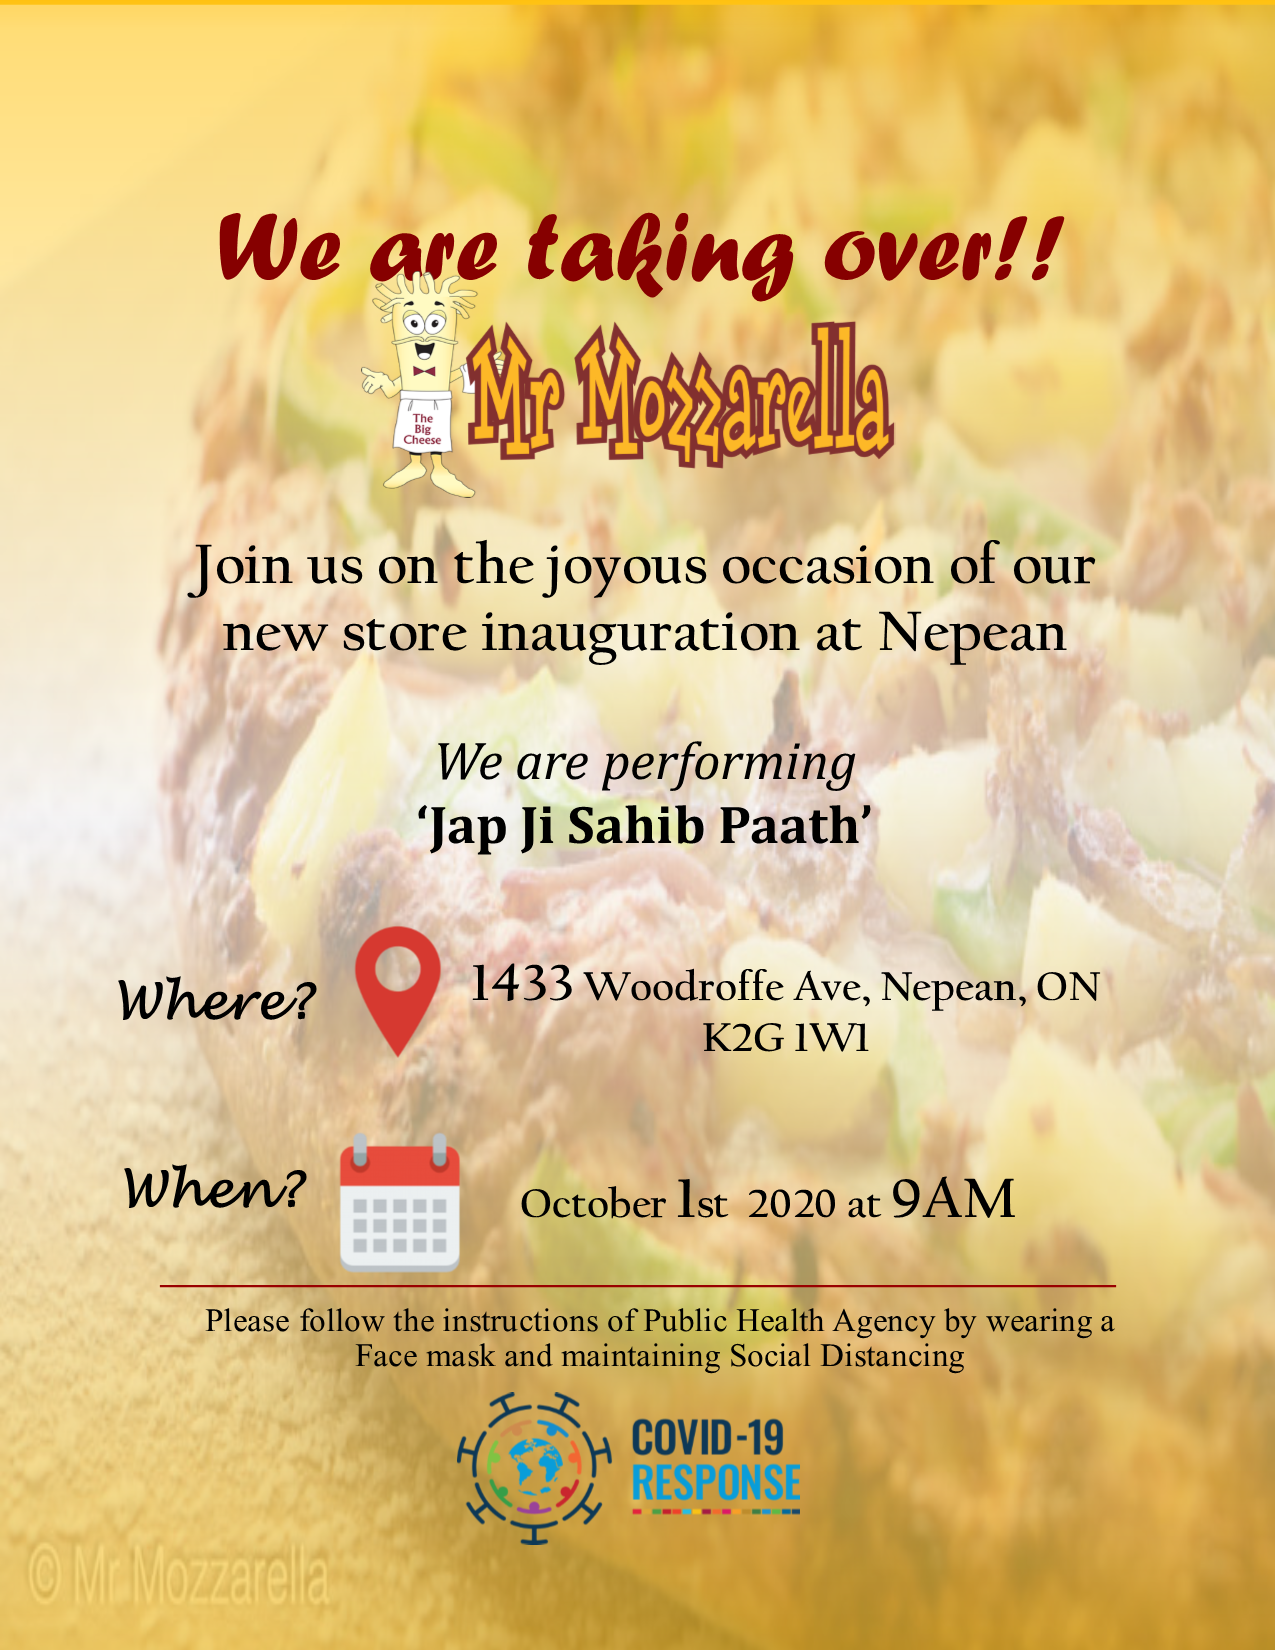 We are taking over!!
The
Big
Cheese
Mr Mozzarella
Join us on the joyous occasion of our
new store inauguration at Nepean
We are performing
‘Jap Ji Sahib Paath’
Where?
1433 Woodroffe Ave, Nepean, ON
K2G 1W1
When?
October 1st 2020 at 9AM
Please follow the instructions of Public Health Agency by wearing a
Face mask and maintaining Social Distancing
COVID-19
RESPONSE
© Mr Mozzarella